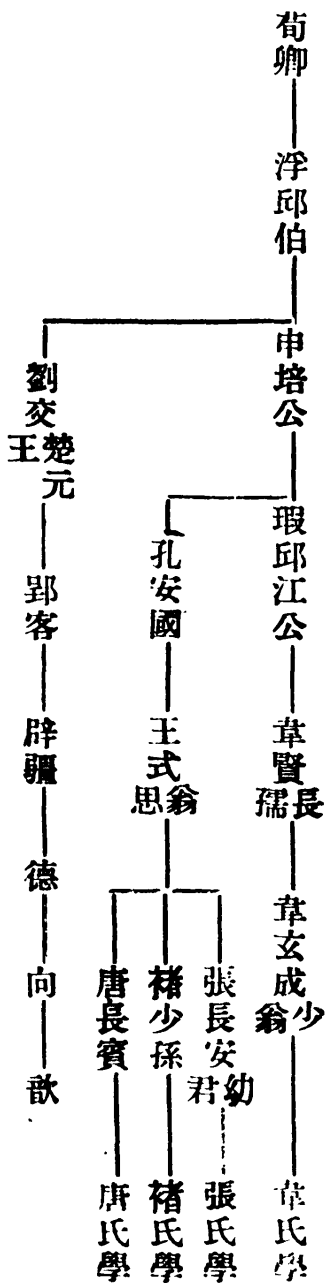 荀卿
浮邱伯
申培公
瑕邱江公
韋賢長孺
韋玄成少翁
韋氏學
孔安國
王式翁思
張長安幼君
張氏學
褚少孫
褚氏學
唐長賓
唐氏學
劉交楚元王
郢客
辟疆
德
向
歆